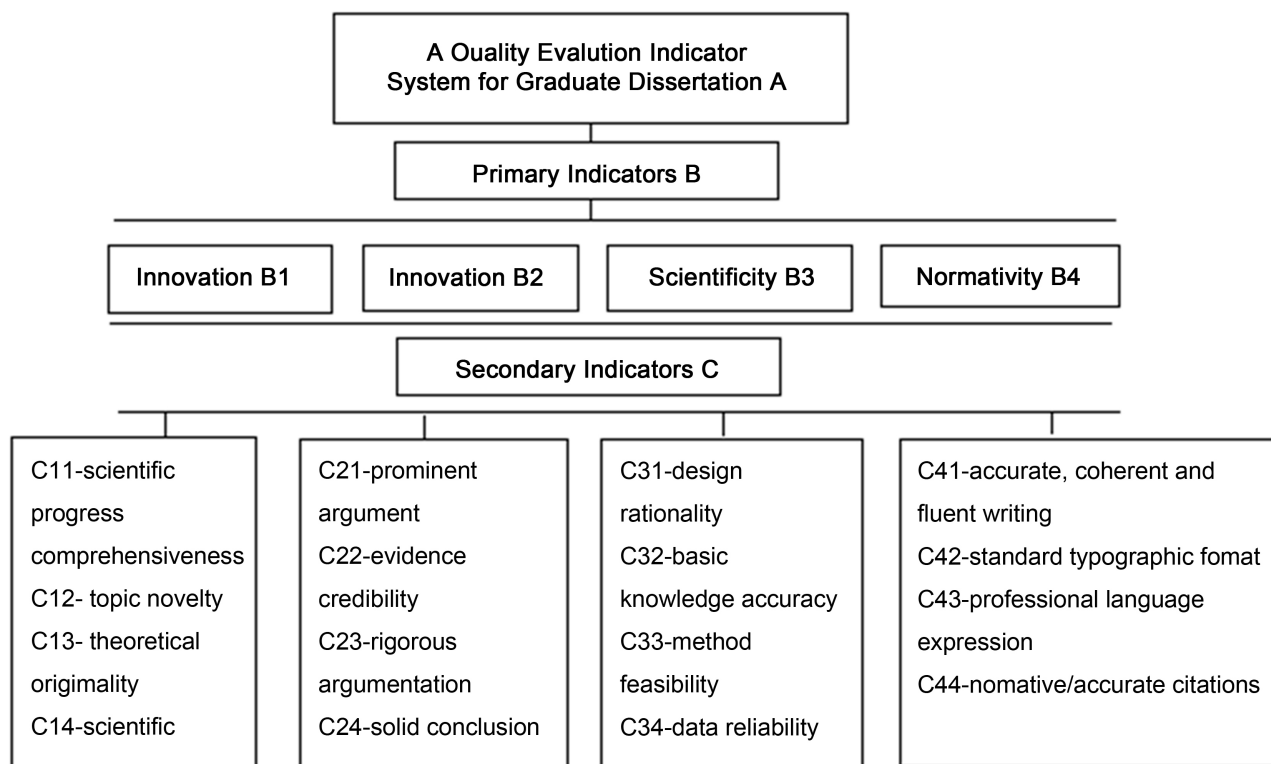 A Ouality Evalution Indicator
System for Graduate Dissertation A
Primary Indicators B
Innovation B1
Innovation B2
Scientificity B3
Normativity B4
Secondary Indicators C
C11-scientific
progress
comprehensiveness
C12- topic novelty
C13- theoretical
origimality
C14-scientific
C21-prominent
argument
C22-evidence
credibility
C23-rigorous
argumentation
C24-solid conclusion
C31-design
rationality
C32-basic
knowledge accuracy
C33-method
feasibility
C34-data reliability
C41-accurate, coherent and
fluent writing
C42-standard typographic fomat
C43-professional language
expression
C44-nomative/accurate citations